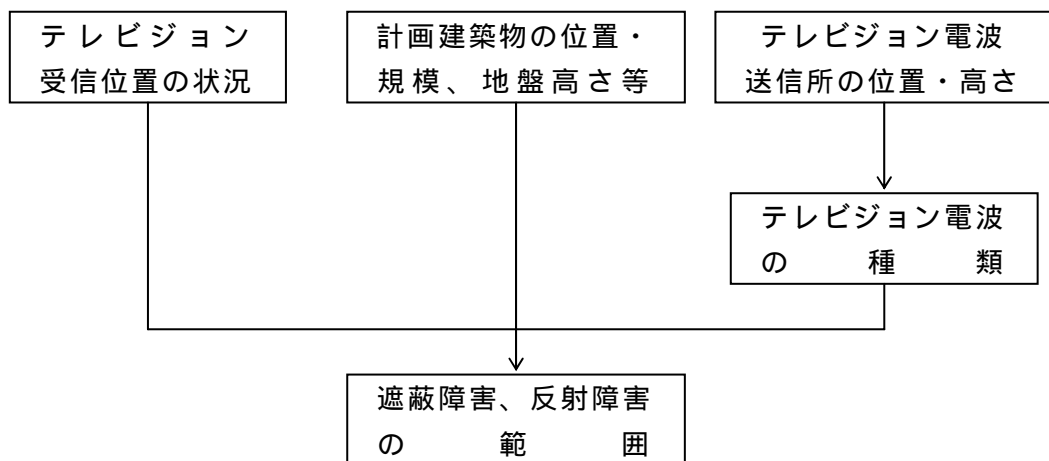 テレビジョン
受信位置の状況
計画建築物の位置・
規模、地盤高さ等
テレビジョン電波
送信所の位置・高さ
テレビジョン電波
の種類
遮蔽障害、反射障害
の範囲